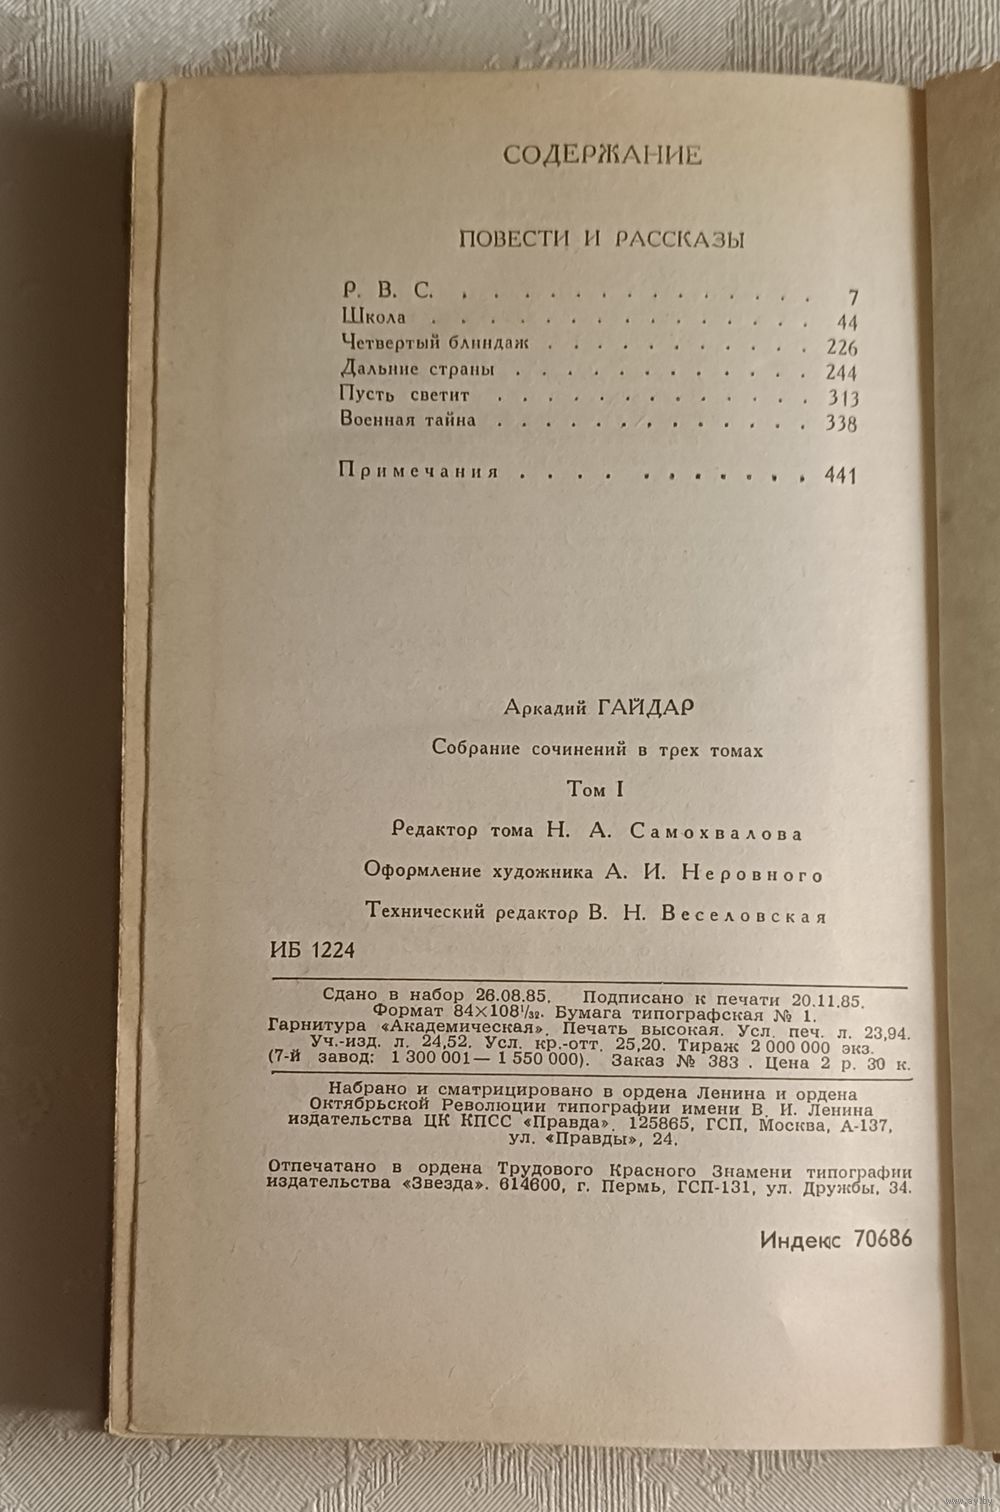 СОДЕРЖАНИЕ
ПОВЕСТИ И РАССКАЗЫ
Р. В. С. . . . . . . . . . . . . . . 7
Школа . . . . . . . . . . . . . . . 44
Четвертый блиндаж . . . . . . . . . . . 226
Дальние страны . . . . . . . . . . . . 244
Пусть светит . . . . . . . . . . . . . 313
Военная тайна . . . . . . . . . . . . . 338
Примечания . . . . . . . . . . . 441
Аркадий ГАЙДАР
Собрание сочинений в трех томах
Том I
Редактор тома Н. А. Самохвалова
Оформление художника А. И. Неровного
Технический редактор В. Н. Веселовская
ИБ 1224
Сдано в набор 26.08.85. Подписано к печати 20.11.85.
Формат 84×108¹/₃₂. Бумага типографская № 1.
Гарнитура «Академическая». Печать высокая. Усл. печ. л. 23,94.
Уч.-изд. л. 24,52. Усл. кр.-отт. 25,20. Тираж 2 000 000 экз.
(7-й завод: 1 300 001— 1 550 000). Заказ № 383 . Цена 2 р. 30 к.
Набрано и сматрицировано в ордена Ленина и ордена
Октябрьской Революции типографии имени В. И. Ленина
издательства ЦК КПСС «Правда». 125865, ГСП, Москва, А-137,
ул. «Правды», 24.
Отпечатано в ордена Трудового Красного Знамени типографии
издательства «Звезда». 614600, г. Пермь, ГСП-131, ул. Дружбы, 34.
Индекс 70686
www.ay.by